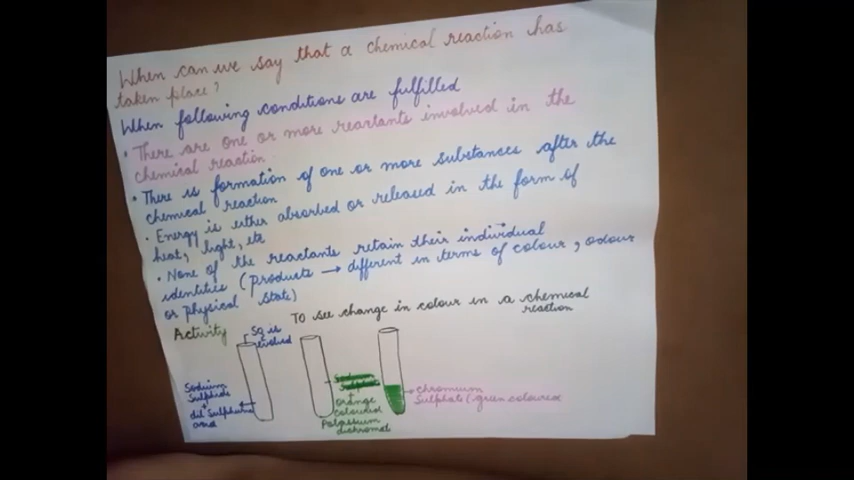 When can we say that a chemical reaction has
taken place?
When following conditions are fulfilled
• There are one or more reactants involved in the
chemical reaction
• There is formation of one or more substances after the
chemical reaction
• Energy is either absorbed or released in the form of
heat, light, etc
• None of the reactants retain their individual
identities (products → different in terms of colour, odour
or physical state)
Activity
To see change in colour in a chemical
reaction
is
evolved
Sodium
+
dil Sulphuric
acid
orange
coloured
Potassium
chromium
Sulphate (green coloured